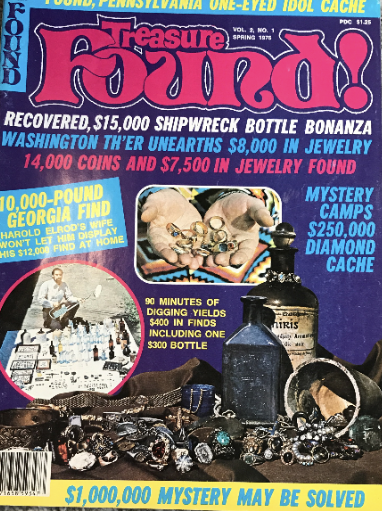 FOUND, PENNSYLVANIA ONE-EYED IDOL CACHE
FOUND
PDC $1.25
Treasure
VOL. 2, NO. 1
SPRING 1976
Found!
RECOVERED, $15,000 SHIPWRECK BOTTLE BONANZA
WASHINGTON TH'ER UNEARTHS $8,000 IN JEWELRY
14,000 COINS AND $7,500 IN JEWELRY FOUND
10,000-POUND
GEORGIA FIND
HAROLD ELROD'S WIFE
WON'T LET HIM DISPLAY
HIS $12,000 FIND AT HOME
MYSTERY
CAMPS
$250,000
DIAMOND
CACHE
90 MINUTES OF
DIGGING YIELDS
$400 IN FINDS
INCLUDING ONE
$300 BOTTLE
$1,000,000 MYSTERY MAY BE SOLVED